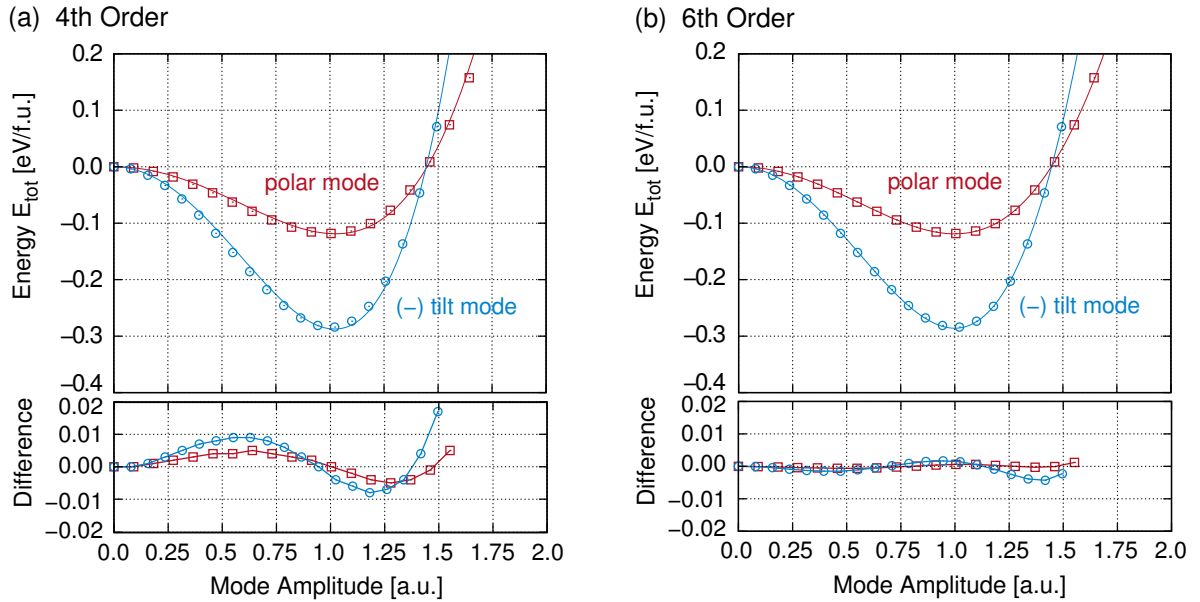 (a) 4th Order
Energy E_tot [eV/f.u.]
0.2
0.1
0.0
−0.1
−0.2
−0.3
−0.4
polar mode
(−) tilt mode
Difference
0.02
0.01
0.00
−0.01
−0.02
0.0 0.25 0.5 0.75 1.0 1.25 1.5 1.75 2.0
Mode Amplitude [a.u.]
(b) 6th Order
Energy E_tot [eV/f.u.]
0.2
0.1
0.0
−0.1
−0.2
−0.3
−0.4
polar mode
(−) tilt mode
Difference
0.02
0.01
0.00
−0.01
−0.02
0.0 0.25 0.5 0.75 1.0 1.25 1.5 1.75 2.0
Mode Amplitude [a.u.]